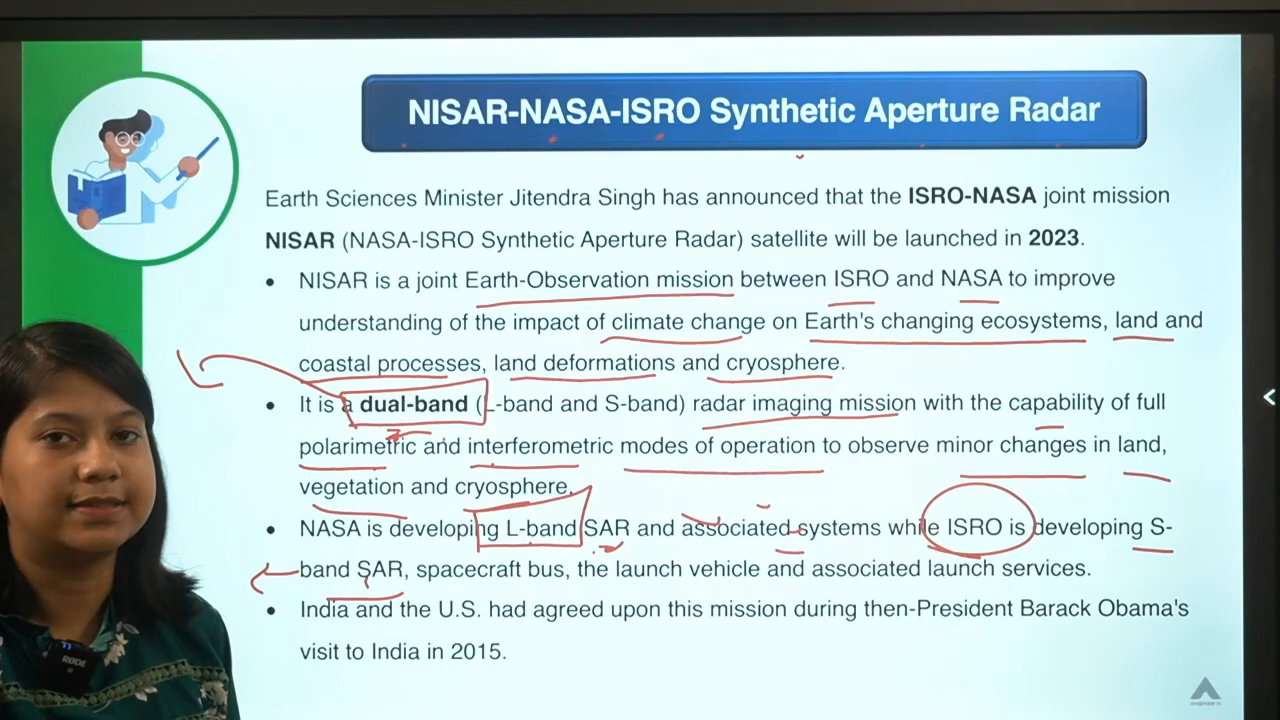 NISAR-NASA-ISRO Synthetic Aperture Radar
Earth Sciences Minister Jitendra Singh has announced that the ISRO-NASA joint mission
NISAR (NASA-ISRO Synthetic Aperture Radar) satellite will be launched in 2023.
• NISAR is a joint Earth-Observation mission between ISRO and NASA to improve
understanding of the impact of climate change on Earth's changing ecosystems, land and
coastal processes, land deformations and cryosphere.
• It is a dual-band (L-band and S-band) radar imaging mission with the capability of full
polarimetric and interferometric modes of operation to observe minor changes in land,
vegetation and cryosphere.
• NASA is developing L-band SAR and associated systems while ISRO is developing S-
band SAR, spacecraft bus, the launch vehicle and associated launch services.
• India and the U.S. had agreed upon this mission during then-President Barack Obama's
visit to India in 2015.
RODE